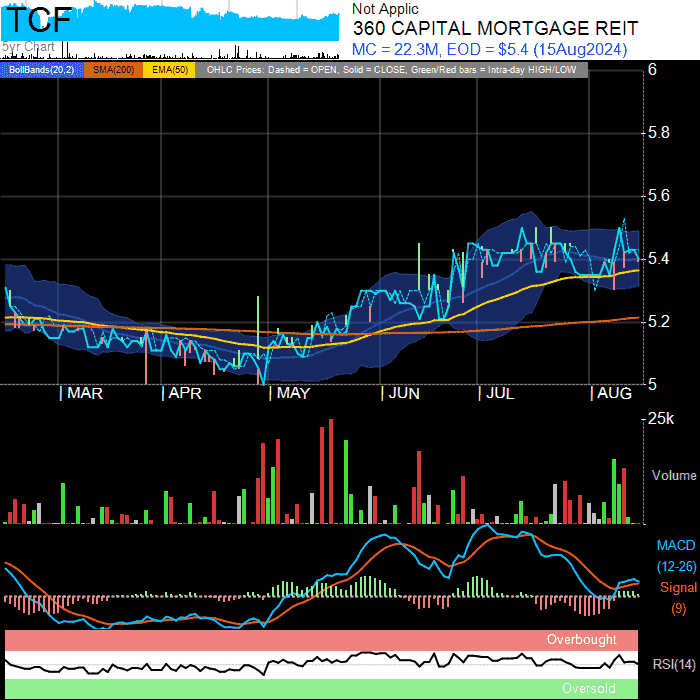 TCF
Not Applic
360 CAPITAL MORTGAGE REIT
5yr Chart
MC = 22.3M, EOD = $5.4 (15Aug2024)
BollBands(20,2) SMA(200) EMA(50) OHLC Prices: Dashed = OPEN, Solid = CLOSE, Green/Red bars = Intra-day HIGH/LOW
6
5.8
5.6
5.4
5.2
5
| MAR | APR | MAY | JUN | JUL | AUG
25k
Volume
MACD
(12-26)
Signal
(9)
Overbought
RSI(14)
Oversold